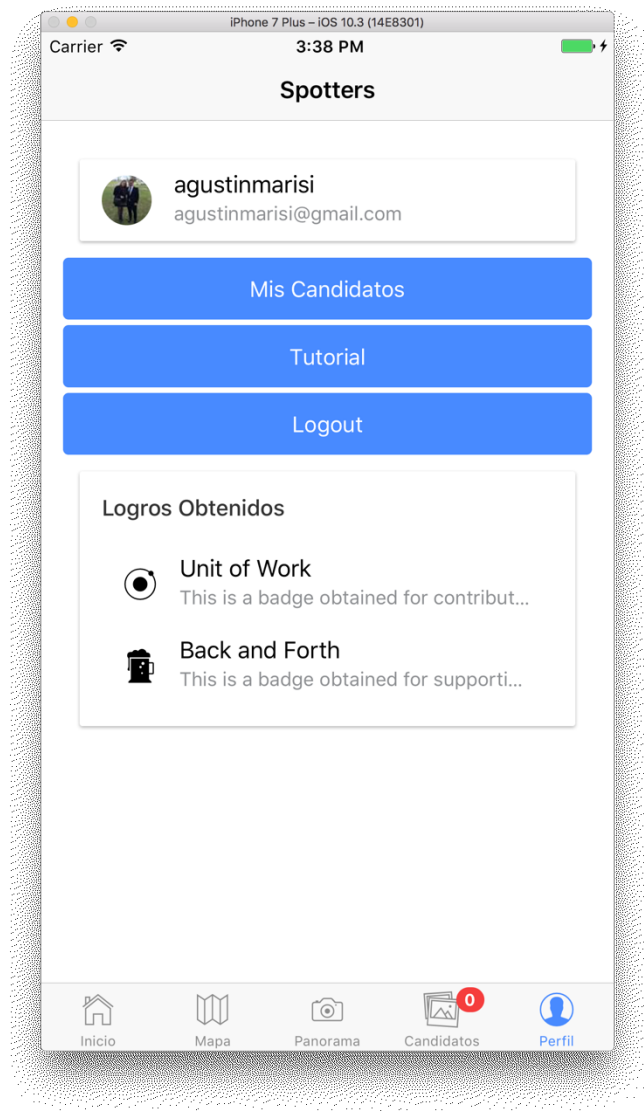 iPhone 7 Plus – iOS 10.3 (14E8301)
Carrier 3:38 PM
Spotters
agustinmarisi
agustinmarisi@gmail.com
Mis Candidatos
Tutorial
Logout
Logros Obtenidos
Unit of Work
This is a badge obtained for contribut...
Back and Forth
This is a badge obtained for supporti...
0
Inicio Mapa Panorama Candidatos Perfil